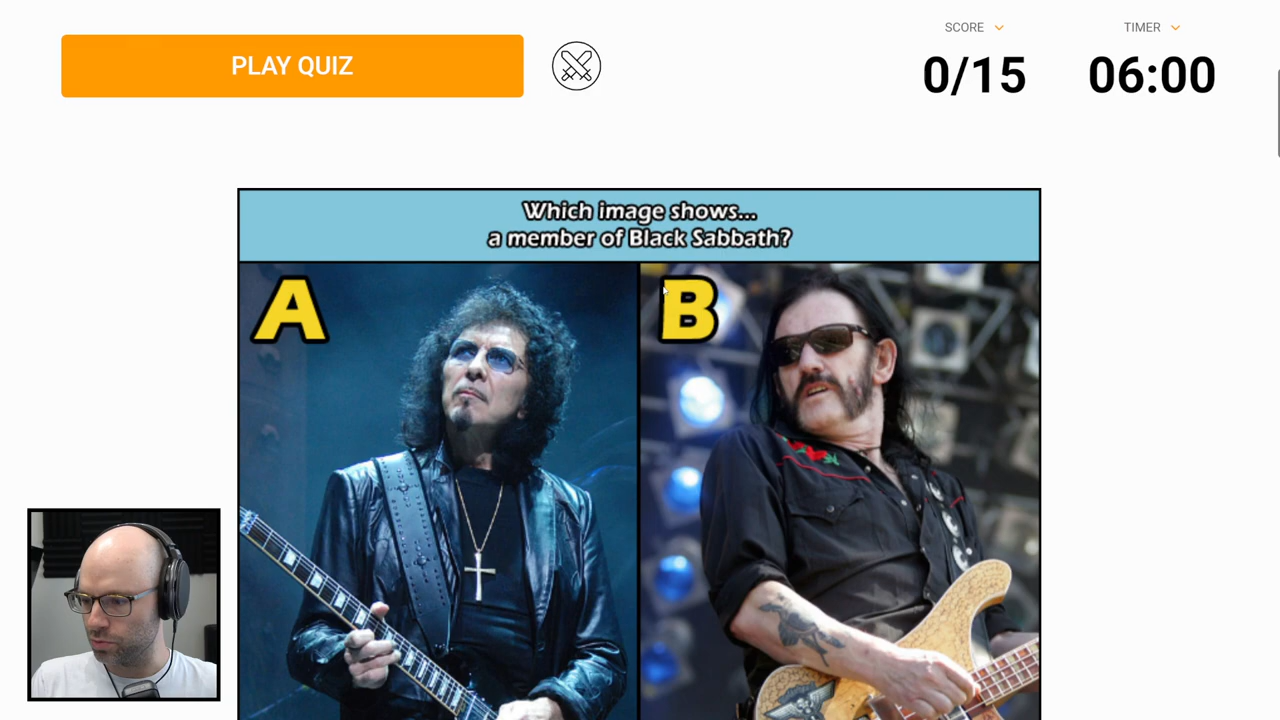 PLAY QUIZ
SCORE
0/15
TIMER
06:00
Which image shows...
a member of Black Sabbath?
A
B